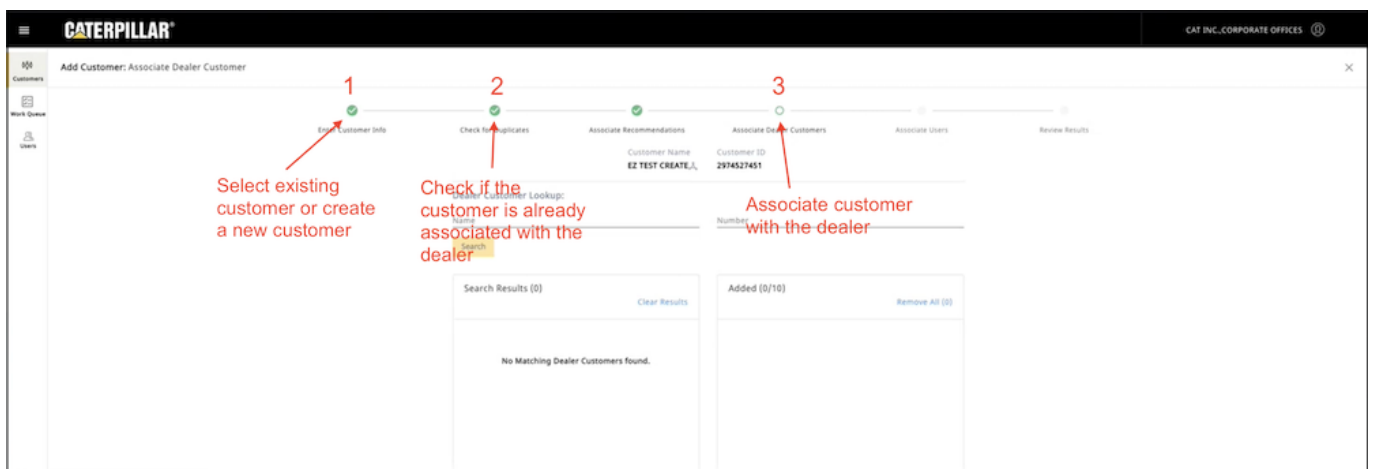 CATERPILLAR®
CAT INC.,CORPORATE OFFICES
Customers
Add Customer: Associate Dealer Customer
Work Queue
Users
1
2
3
Enter Customer Info
Check for Duplicates
Associate Recommendations
Associate Dealer Customers
Associate Users
Review Results
Customer Name
EZ TEST CREATE,
Customer ID
2974527451
Select existing
customer or create
a new customer
Check if the
customer is already
associated with the
dealer
Associate customer
with the dealer
Dealer Customer Lookup:
Name
Number
Search
Search Results (0)
Clear Results
Added (0/10)
Remove All (0)
No Matching Dealer Customers found.